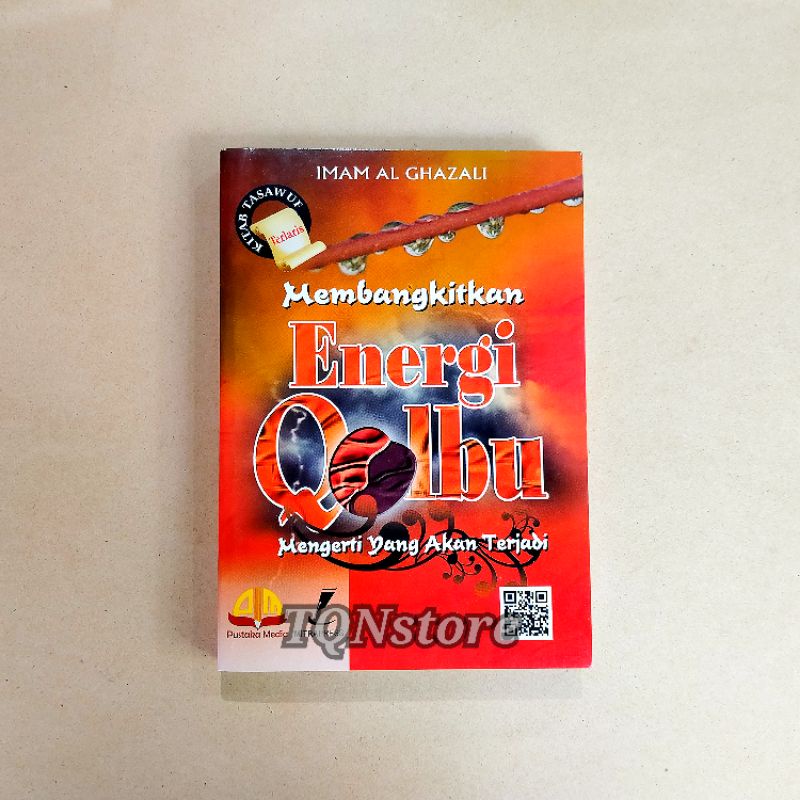 IMAM AL GHAZALI
KITAB TASAWUF
Terlaris
Membangkitkan
Energi
Qolbu
Mengerti Yang Akan Terjadi
Pustaka Media
TQNstore